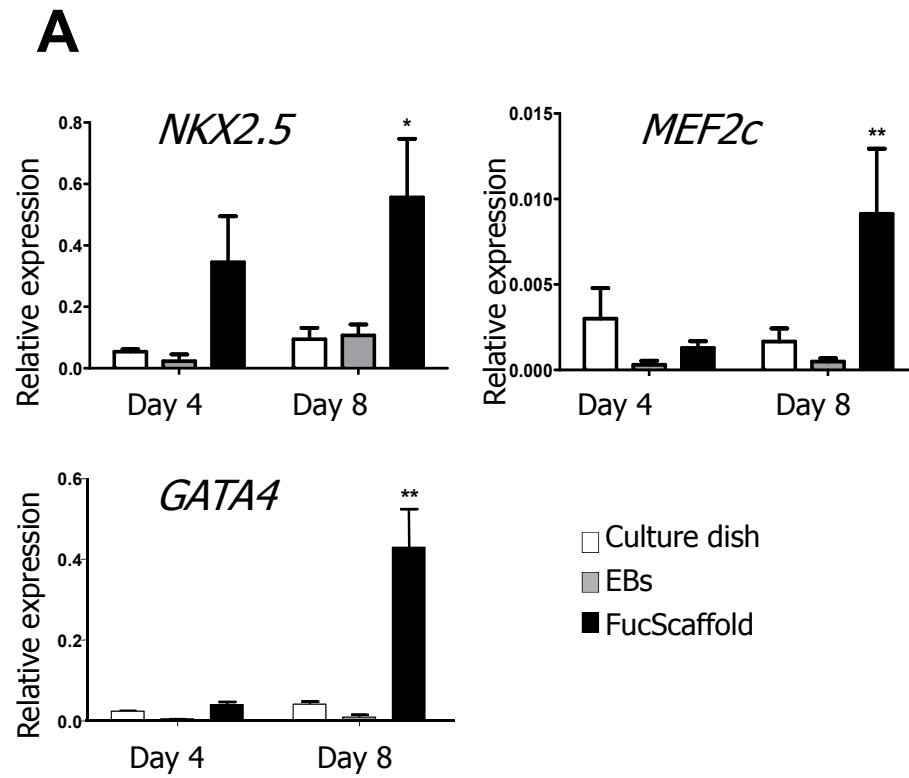 A
NKX2.5
*
0.8
0.6
0.4
0.2
0.0
Relative expression
Day 4
Day 8
MEF2c
**
0.015
0.010
0.005
0.000
Relative expression
Day 4
Day 8
GATA4
**
0.6
0.4
0.2
0.0
Relative expression
Day 4
Day 8
Culture dish
EBs
FucScaffold